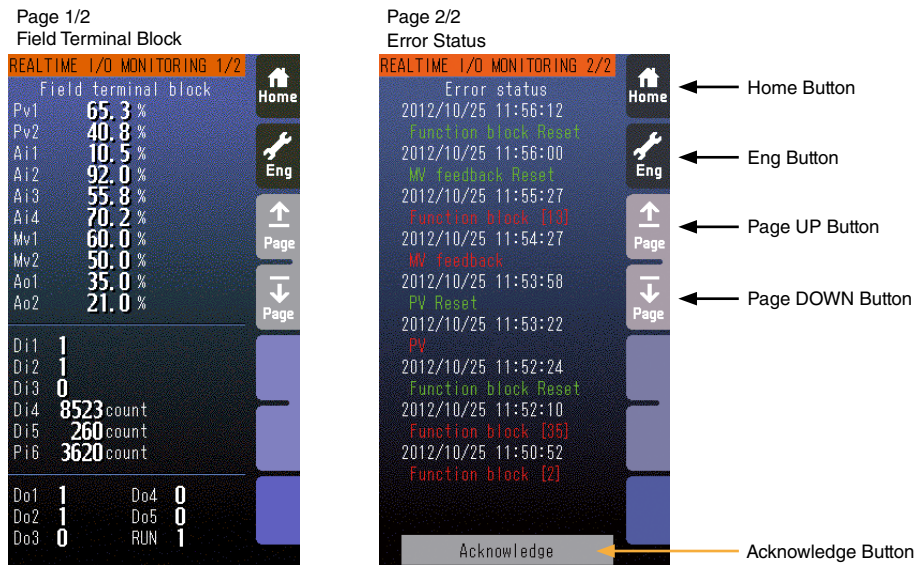 Page 1/2
Field Terminal Block
REALTIME I/O MONITORING 1/2
Field terminal block
Pv1 65.3 %
Pv2 40.8 %
Ai1 10.5 %
Ai2 92.0 %
Ai3 55.8 %
Ai4 70.2 %
Mv1 60.0 %
Mv2 50.0 %
Ao1 35.0 %
Ao2 21.0 %
Di1 1
Di2 1
Di3 0
Di4 8523 count
Di5 260 count
Pi6 3620 count
Do1 1 Do4 0
Do2 1 Do5 0
Do3 0 RUN 1
Home
Eng
Page
Page
Page 2/2
Error Status
REALTIME I/O MONITORING 2/2
Error status
2012/10/25 11:56:12
Function block Reset
2012/10/25 11:56:00
MV feedback Reset
2012/10/25 11:55:27
Function block [13]
2012/10/25 11:54:27
MV feedback
2012/10/25 11:53:58
PV Reset
2012/10/25 11:53:22
PV
2012/10/25 11:52:24
Function block Reset
2012/10/25 11:52:10
Function block [35]
2012/10/25 11:50:52
Function block [2]
Acknowledge
Home
Eng
Page
Page
Home Button
Eng Button
Page UP Button
Page DOWN Button
Acknowledge Button